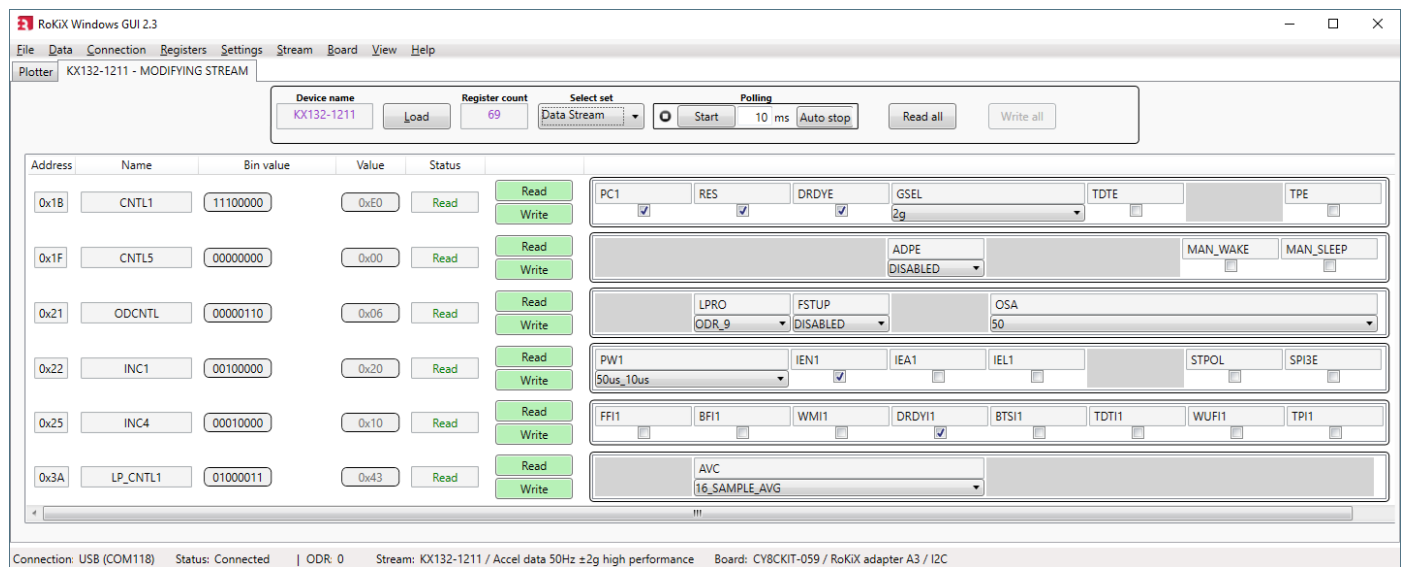 RoKiX Windows GUI 2.3
File Data Connection Registers Settings Stream Board View Help
Plotter KX132-1211 - MODIFYING STREAM
Device name Register count Select set Polling
KX132-1211 Load 69 Data Stream Start 10 ms Auto stop Read all Write all
Address Name Bin value Value Status
PC1 RES DRDYE GSEL TDTE TPE
0x1B CNTL1 11100000 0xE0 Read Read
Write 2g
ADPE MAN_WAKE MAN_SLEEP
0x1F CNTL5 00000000 0x00 Read Read
Write DISABLED
LPRO FSTUP OSA
0x21 ODCNTL 00000110 0x06 Read Read
Write ODR_9 DISABLED 50
PW1 IEN1 IEA1 IEL1 STPOL SPI3E
0x22 INC1 00100000 0x20 Read Read
Write 50us_10us
FFI1 BFI1 WMI1 DRDYI1 BTSI1 TDTI1 WUFI1 TPI1
0x25 INC4 00010000 0x10 Read Read
Write
AVC
0x3A LP_CNTL1 01000011 0x43 Read Read
Write 16_SAMPLE_AVG
Connection: USB (COM118) Status: Connected | ODR: 0 Stream: KX132-1211 / Accel data 50Hz ±2g high performance Board: CY8CKIT-059 / RoKiX adapter A3 / I2C